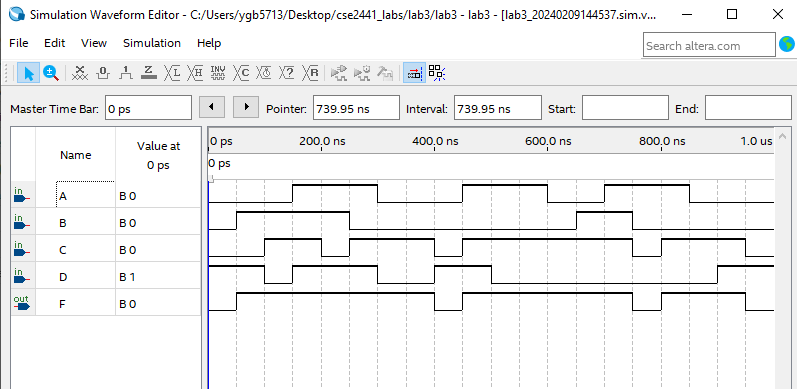 Simulation Waveform Editor - C:/Users/ygb5713/Desktop/cse2441_labs/lab3/lab3 - lab3 - [lab3_20240209144537.sim.v...
File Edit View Simulation Help
Search altera.com
Master Time Bar: 0 ps Pointer: 739.95 ns Interval: 739.95 ns Start: End:
Name Value at 0 ps
0 ps 200.0 ns 400.0 ns 600.0 ns 800.0 ns 1.0 us
0 ps
in A B 0
in B B 0
in C B 0
in D B 1
out F B 0